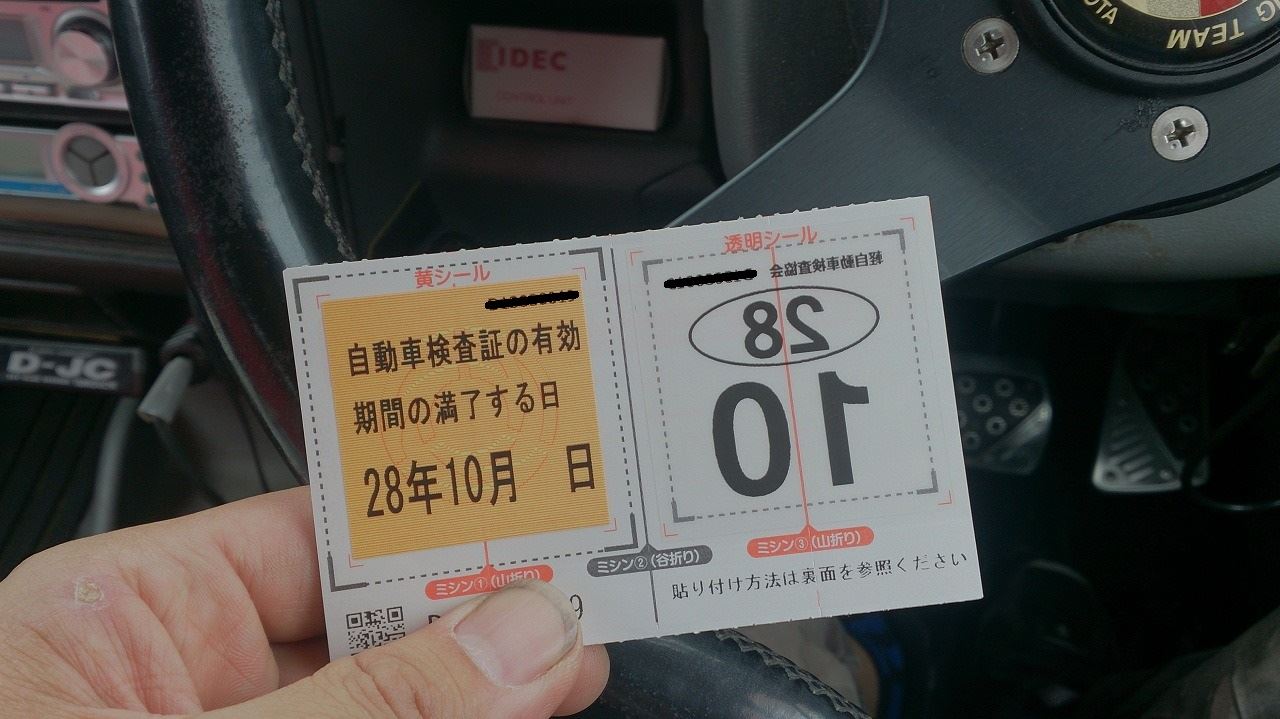 IDEC
CONTROL UNIT
TEAM
D-JC
黄シール
自動車検査証の有効
期間の満了する日
28年10月 日
透明シール
軽自動車検査協会
28
10
ミシン①(山折り)
ミシン②(谷折り)
ミシン③(山折り)
貼り付け方法は裏面を参照ください
9